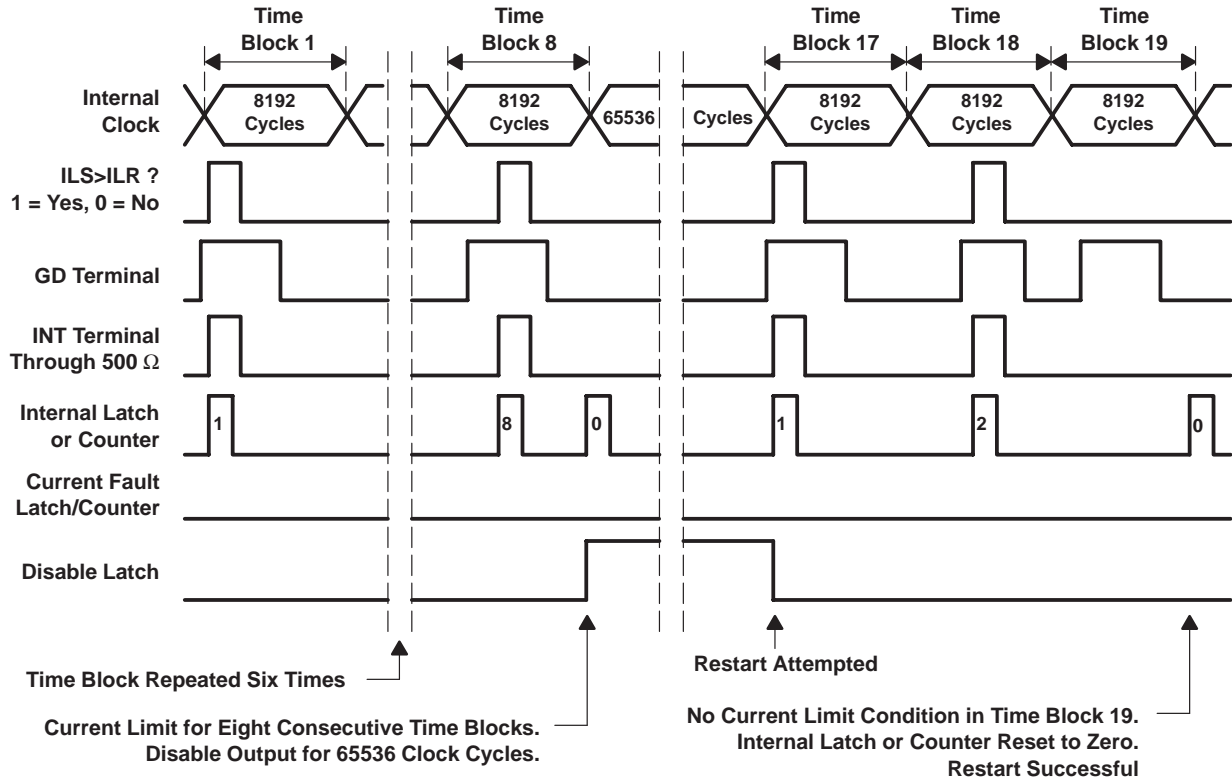 Time
Block 1
Time
Block 8
Time
Block 17
Time
Block 18
Time
Block 19
Internal
Clock
8192
Cycles
8192
Cycles
65536
Cycles
8192
Cycles
8192
Cycles
8192
Cycles
ILS>ILR ?
1 = Yes, 0 = No
GD Terminal
INT Terminal
Through 500 Ω
Internal Latch
or Counter
1
8
0
1
2
0
Current Fault
Latch/Counter
Disable Latch
Time Block Repeated Six Times
Current Limit for Eight Consecutive Time Blocks.
Disable Output for 65536 Clock Cycles.
Restart Attempted
No Current Limit Condition in Time Block 19.
Internal Latch or Counter Reset to Zero.
Restart Successful